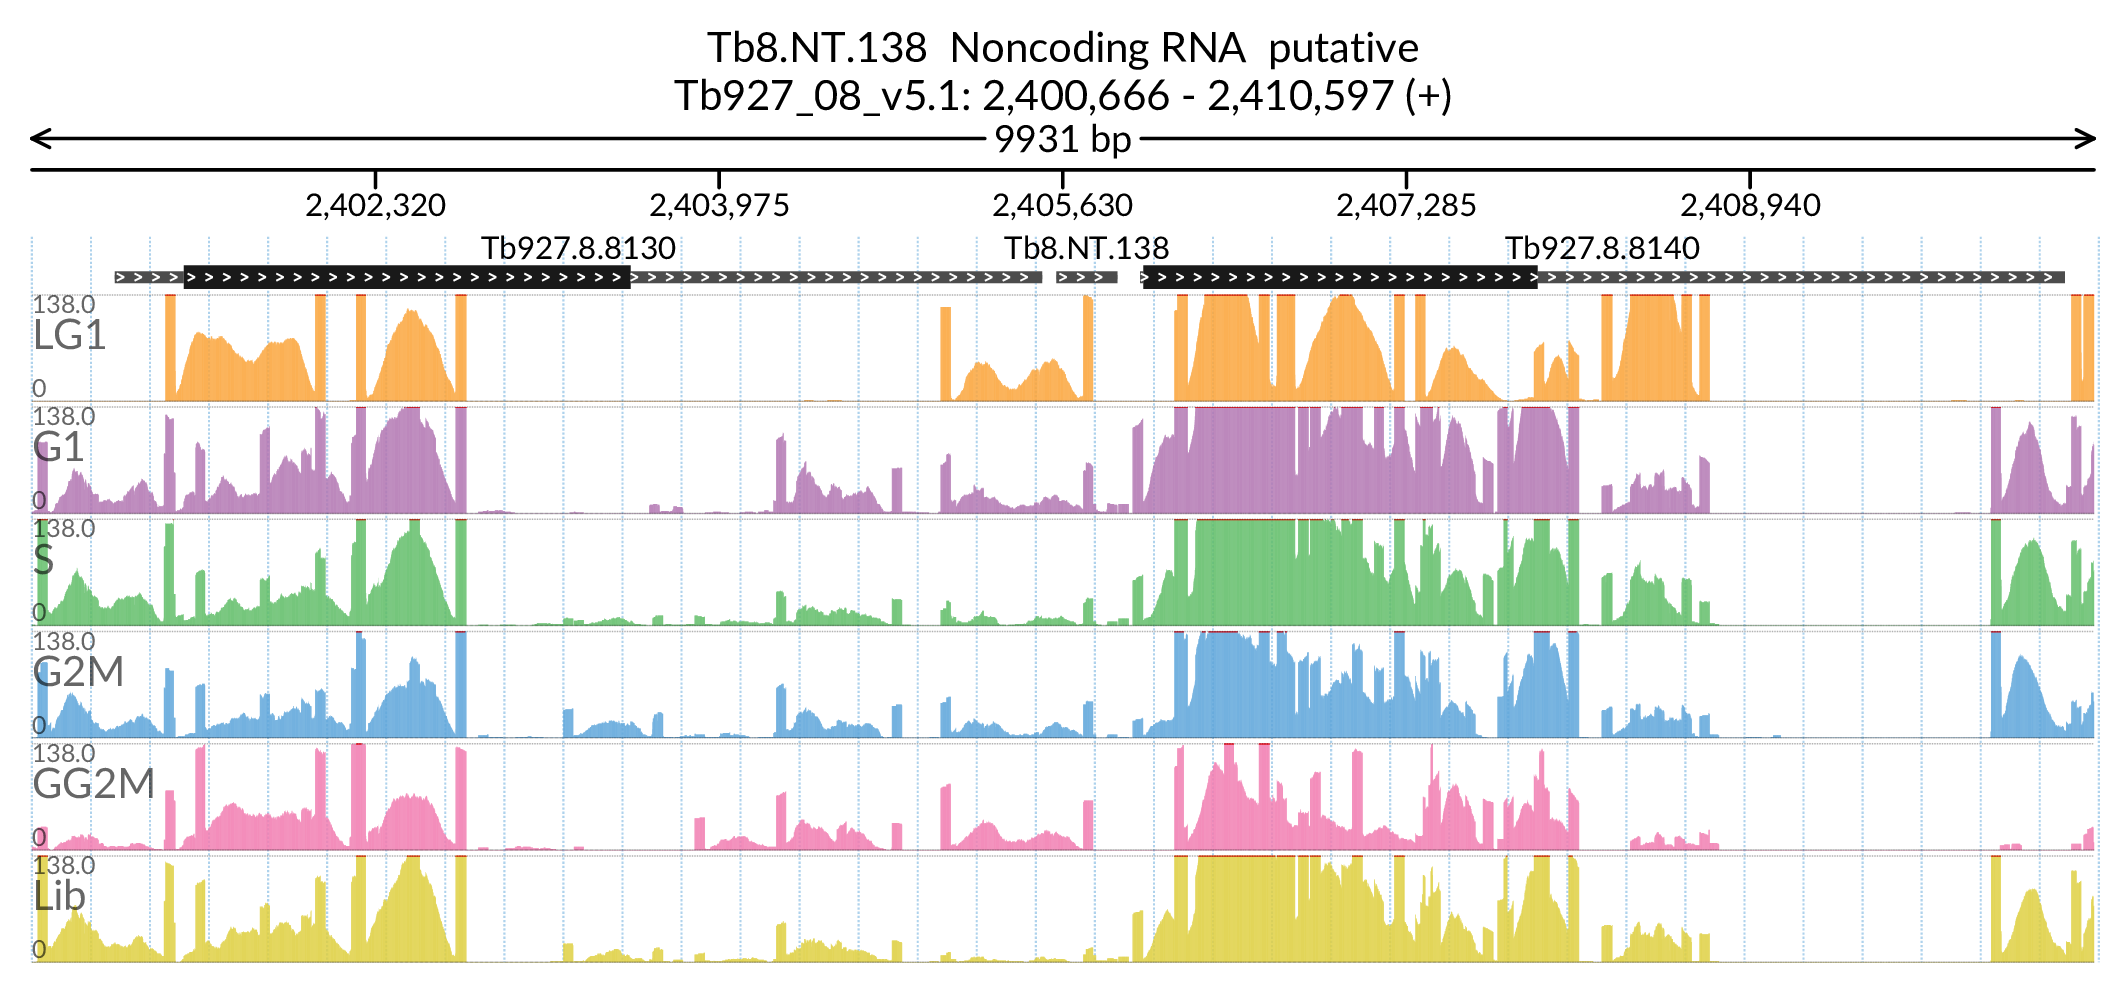 Tb8.NT.138  Noncoding RNA  putative
Tb927_08_v5.1: 2,400,666 - 2,410,597 (+)
9931 bp
2,402,320 2,403,975 2,405,630 2,407,285 2,408,940
Tb927.8.8130 Tb8.NT.138 Tb927.8.8140
138.0
LG1
0
138.0
G1
0
138.0
S
0
138.0
G2M
0
138.0
GG2M
0
138.0
Lib
0